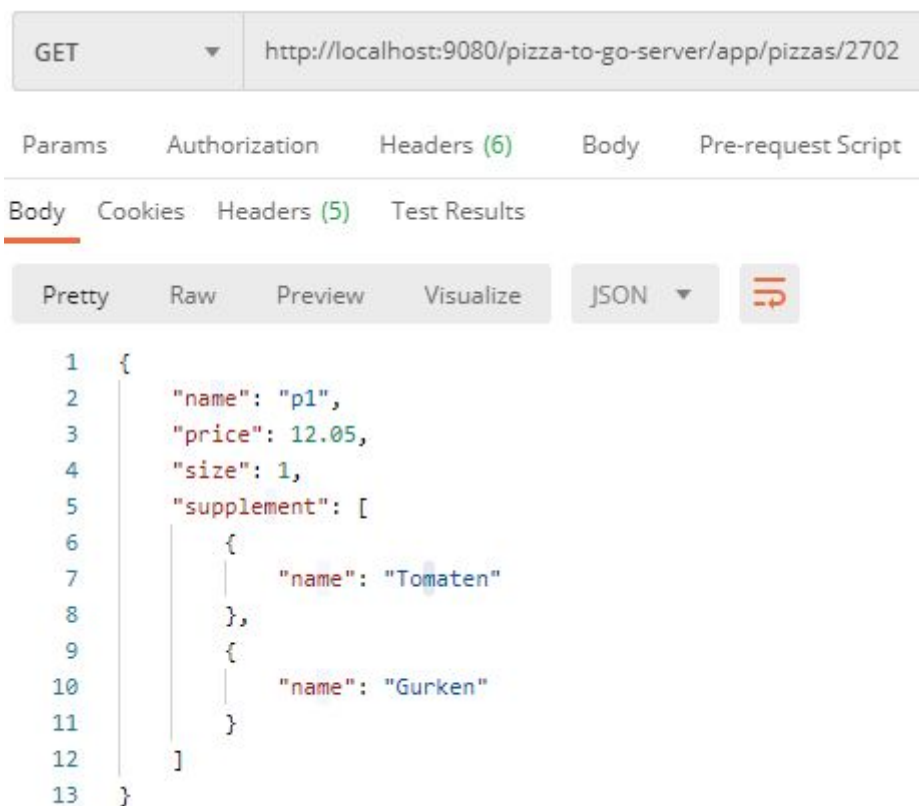 GET http://localhost:9080/pizza-to-go-server/app/pizzas/2702
Params Authorization Headers (6) Body Pre-request Script
Body Cookies Headers (5) Test Results
Pretty Raw Preview Visualize JSON
1 {
2 "name": "p1",
3 "price": 12.05,
4 "size": 1,
5 "supplement": [
6 {
7 "name": "Tomaten"
8 },
9 {
10 "name": "Gurken"
11 }
12 ]
13 }